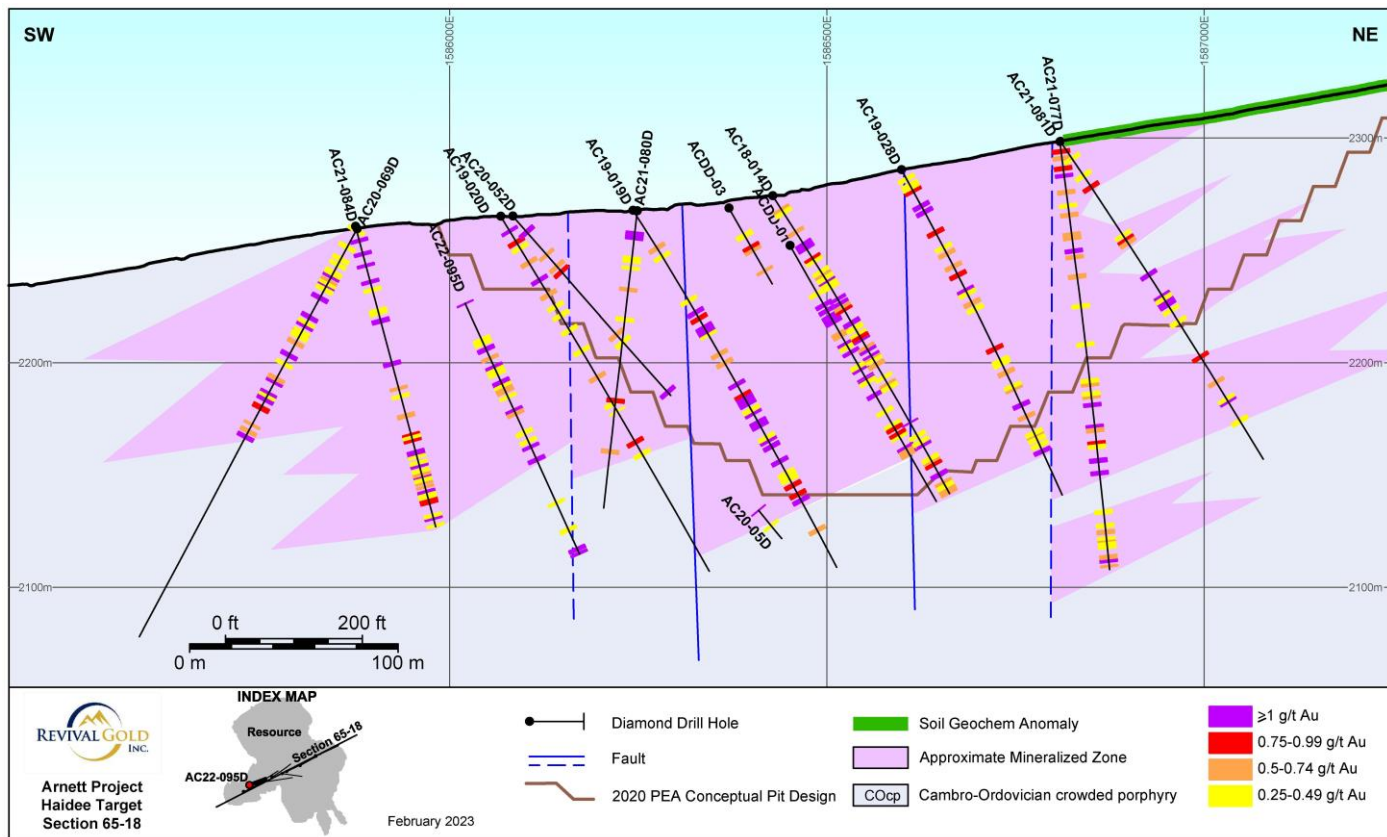 SW
1586000E
1586500E
1587000E
NE
AC21-084D
AC20-069D
AC19-020D
AC20-052D
AC22-095D
AC19-019D
AC21-080D
ACDD-03
AC18-014D
ACDD-01
AC19-028D
AC21-081D
AC21-077D
AC20-05D
2300m
2300m
2200m
2200m
2100m
2100m
0 ft 200 ft
0 m 100 m
REVIVAL GOLD
INC.
Arnett Project
Haidee Target
Section 65-18
INDEX MAP
Resource
Section 65-18
AC22-095D
February 2023
Diamond Drill Hole
Fault
2020 PEA Conceptual Pit Design
Soil Geochem Anomaly
Approximate Mineralized Zone
COcp Cambro-Ordovician crowded porphyry
⩾1 g/t Au
0.75-0.99 g/t Au
0.5-0.74 g/t Au
0.25-0.49 g/t Au